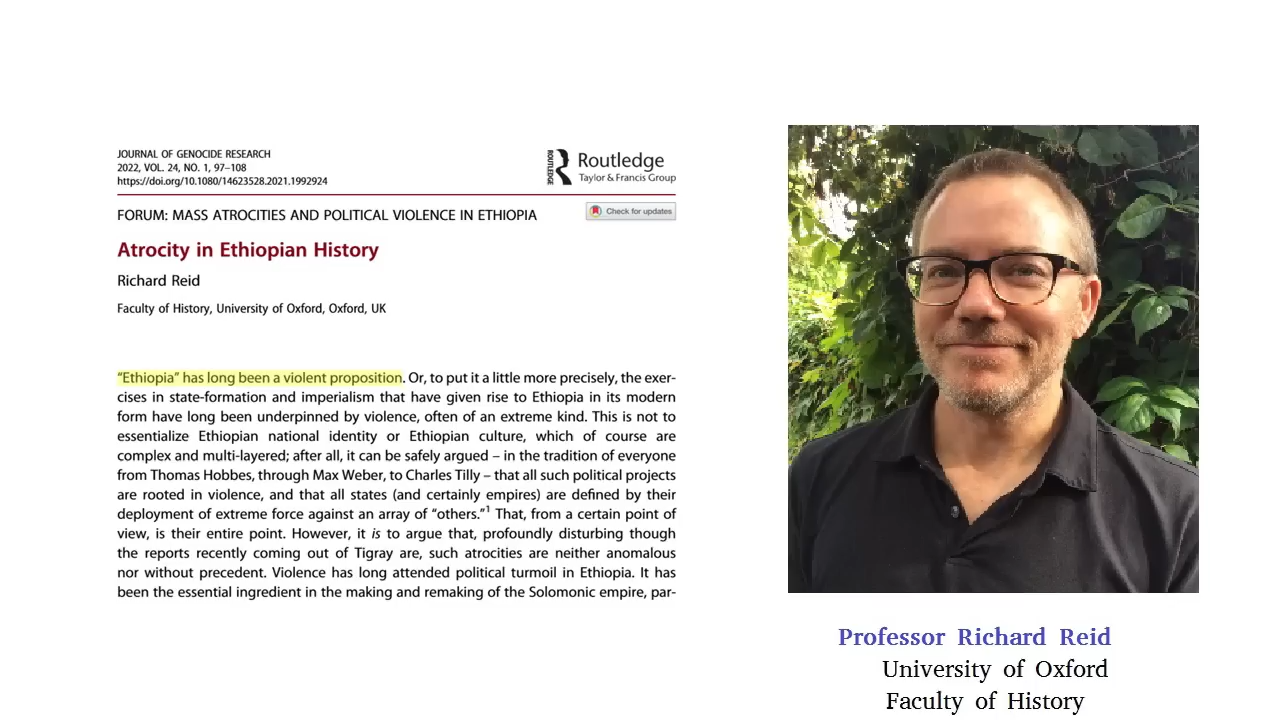 JOURNAL OF GENOCIDE RESEARCH
2022, VOL. 24, NO. 1, 97–108
https://doi.org/10.1080/14623528.2021.1992924
ROUTLEDGE
Routledge
Taylor & Francis Group
FORUM: MASS ATROCITIES AND POLITICAL VIOLENCE IN ETHIOPIA
Check for updates
Atrocity in Ethiopian History
Richard Reid
Faculty of History, University of Oxford, Oxford, UK
“Ethiopia” has long been a violent proposition. Or, to put it a little more precisely, the exer-
cises in state-formation and imperialism that have given rise to Ethiopia in its modern
form have long been underpinned by violence, often of an extreme kind. This is not to
essentialize Ethiopian national identity or Ethiopian culture, which of course are
complex and multi-layered; after all, it can be safely argued – in the tradition of everyone
from Thomas Hobbes, through Max Weber, to Charles Tilly – that all such political projects
are rooted in violence, and that all states (and certainly empires) are defined by their
deployment of extreme force against an array of “others.”1 That, from a certain point of
view, is their entire point. However, it is to argue that, profoundly disturbing though
the reports recently coming out of Tigray are, such atrocities are neither anomalous
nor without precedent. Violence has long attended political turmoil in Ethiopia. It has
been the essential ingredient in the making and remaking of the Solomonic empire, par-
Professor Richard Reid
University of Oxford
Faculty of History